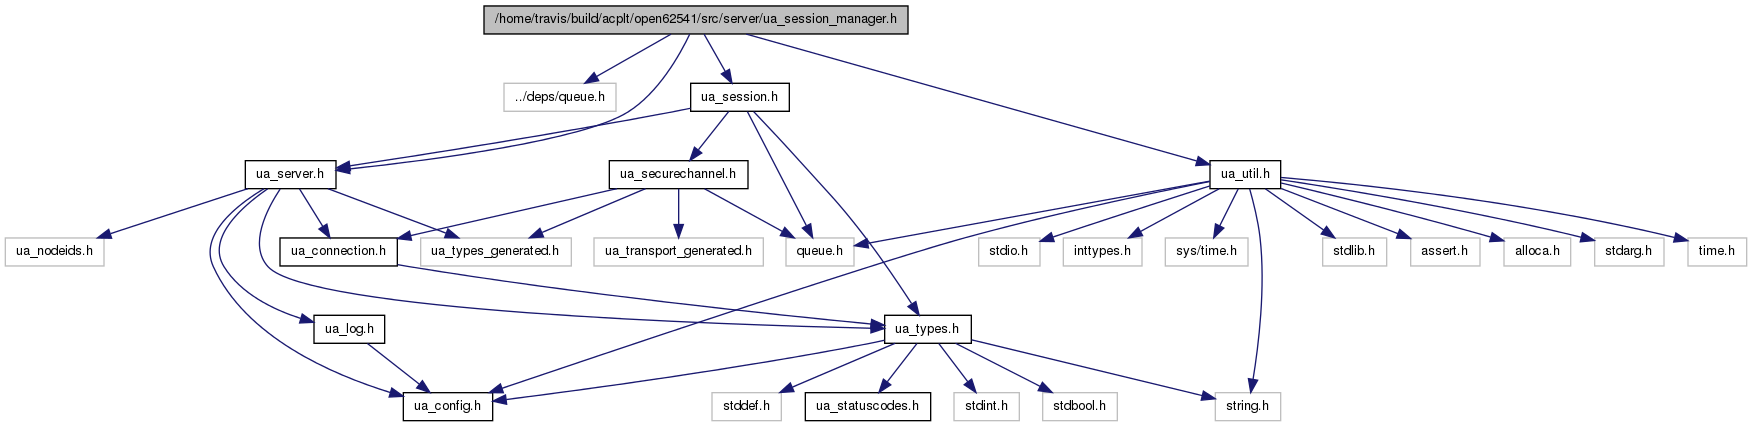 /home/travis/build/acplt/open62541/src/server/ua_session_manager.h
../deps/queue.h
ua_session.h
ua_server.h
ua_securechannel.h
ua_util.h
ua_nodeids.h
ua_connection.h
ua_types_generated.h
ua_transport_generated.h
queue.h
stdio.h
inttypes.h
sys/time.h
stdlib.h
assert.h
alloca.h
stdarg.h
time.h
ua_log.h
ua_types.h
ua_config.h
stddef.h
ua_statuscodes.h
stdint.h
stdbool.h
string.h